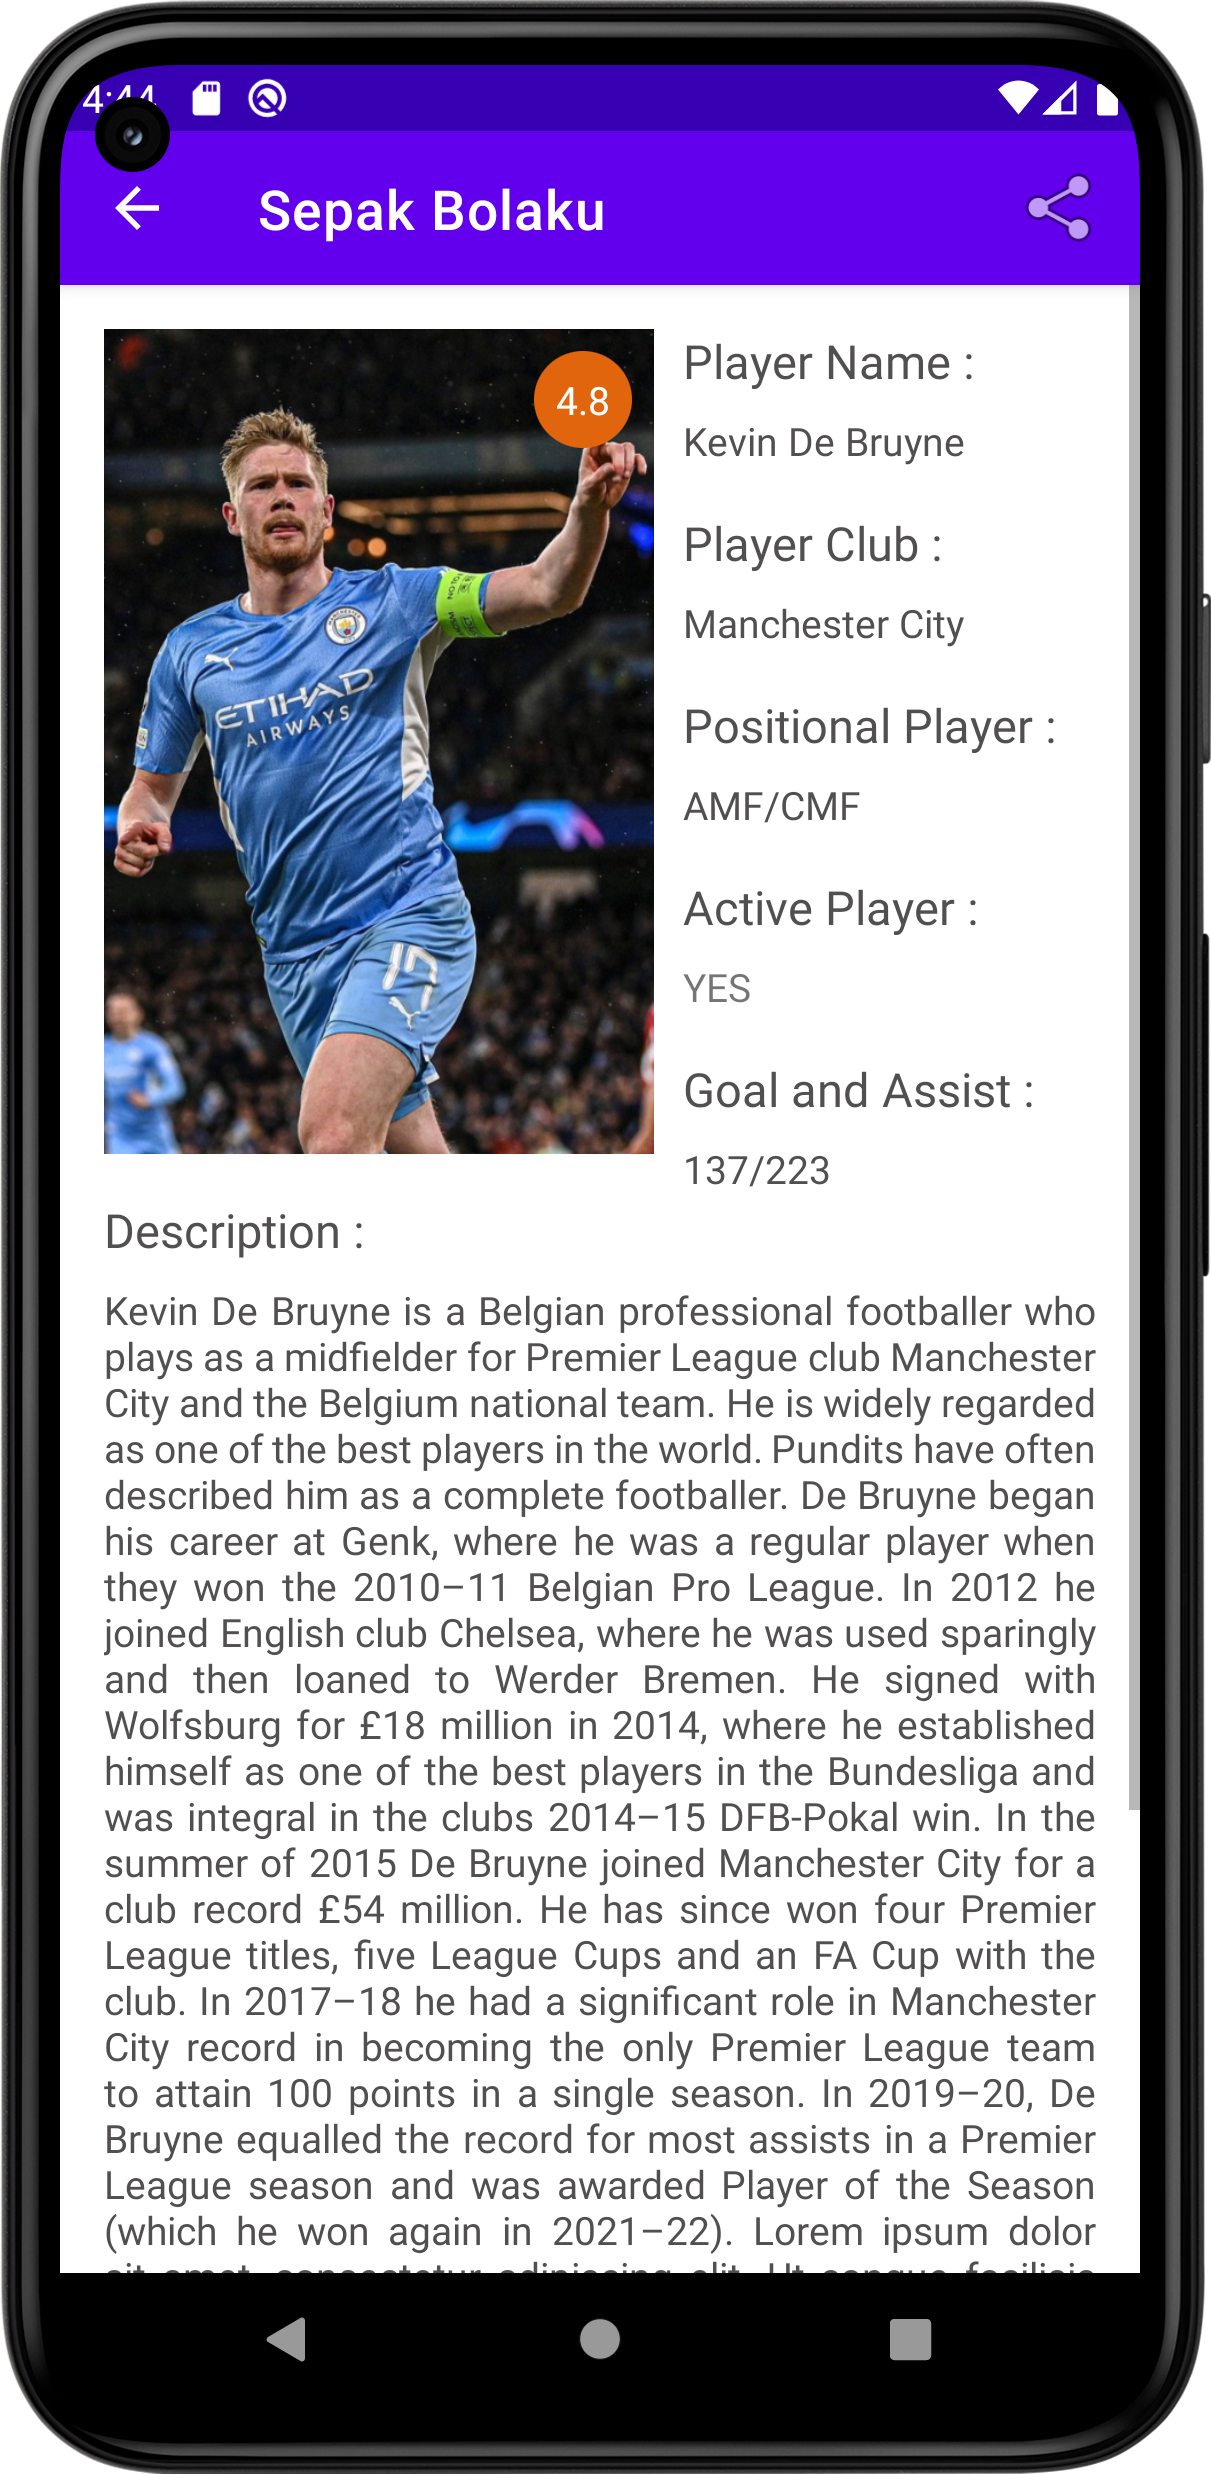 4:44
Sepak Bolaku
4.8
ETIHAD
AIRWAYS
17
Player Name :
Kevin De Bruyne
Player Club :
Manchester City
Positional Player :
AMF/CMF
Active Player :
YES
Goal and Assist :
137/223
Description :
Kevin De Bruyne is a Belgian professional footballer who
plays as a midfielder for Premier League club Manchester
City and the Belgium national team. He is widely regarded
as one of the best players in the world. Pundits have often
described him as a complete footballer. De Bruyne began
his career at Genk, where he was a regular player when
they won the 2010–11 Belgian Pro League. In 2012 he
joined English club Chelsea, where he was used sparingly
and then loaned to Werder Bremen. He signed with
Wolfsburg for £18 million in 2014, where he established
himself as one of the best players in the Bundesliga and
was integral in the clubs 2014–15 DFB-Pokal win. In the
summer of 2015 De Bruyne joined Manchester City for a
club record £54 million. He has since won four Premier
League titles, five League Cups and an FA Cup with the
club. In 2017–18 he had a significant role in Manchester
City record in becoming the only Premier League team
to attain 100 points in a single season. In 2019–20, De
Bruyne equalled the record for most assists in a Premier
League season and was awarded Player of the Season
(which he won again in 2021–22). Lorem ipsum dolor
sit amet, consectetur adipiscing elit. Ut congue facilisis